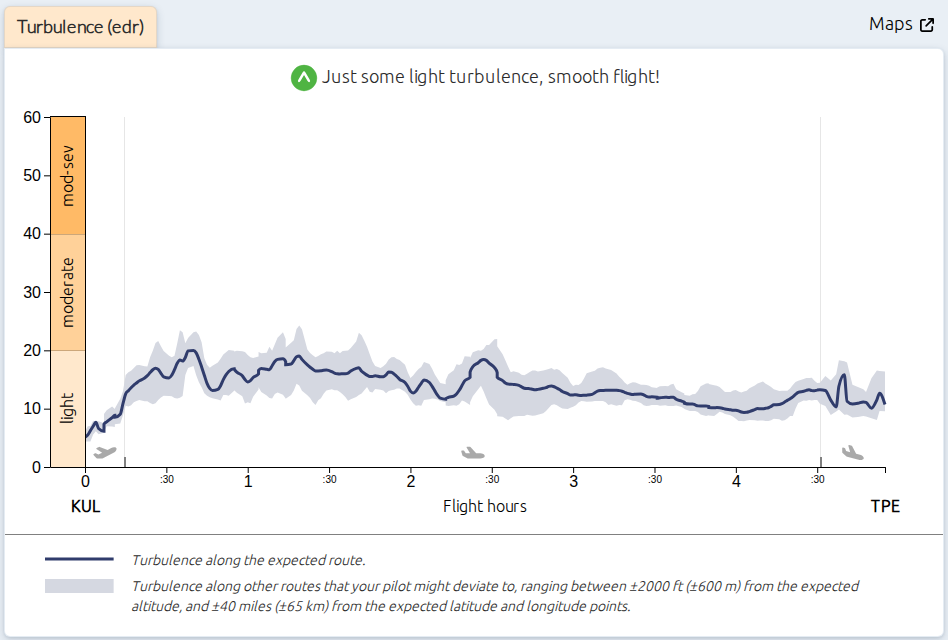 Turbulence (edr)
Maps
Just some light turbulence, smooth flight!
60
50
40
30
20
10
0
mod-sev
moderate
light
0 :30 1 :30 2 :30 3 :30 4 :30
KUL Flight hours TPE
Turbulence along the expected route.
Turbulence along other routes that your pilot might deviate to, ranging between ±2000 ft (±600 m) from the expected
altitude, and ±40 miles (±65 km) from the expected latitude and longitude points.